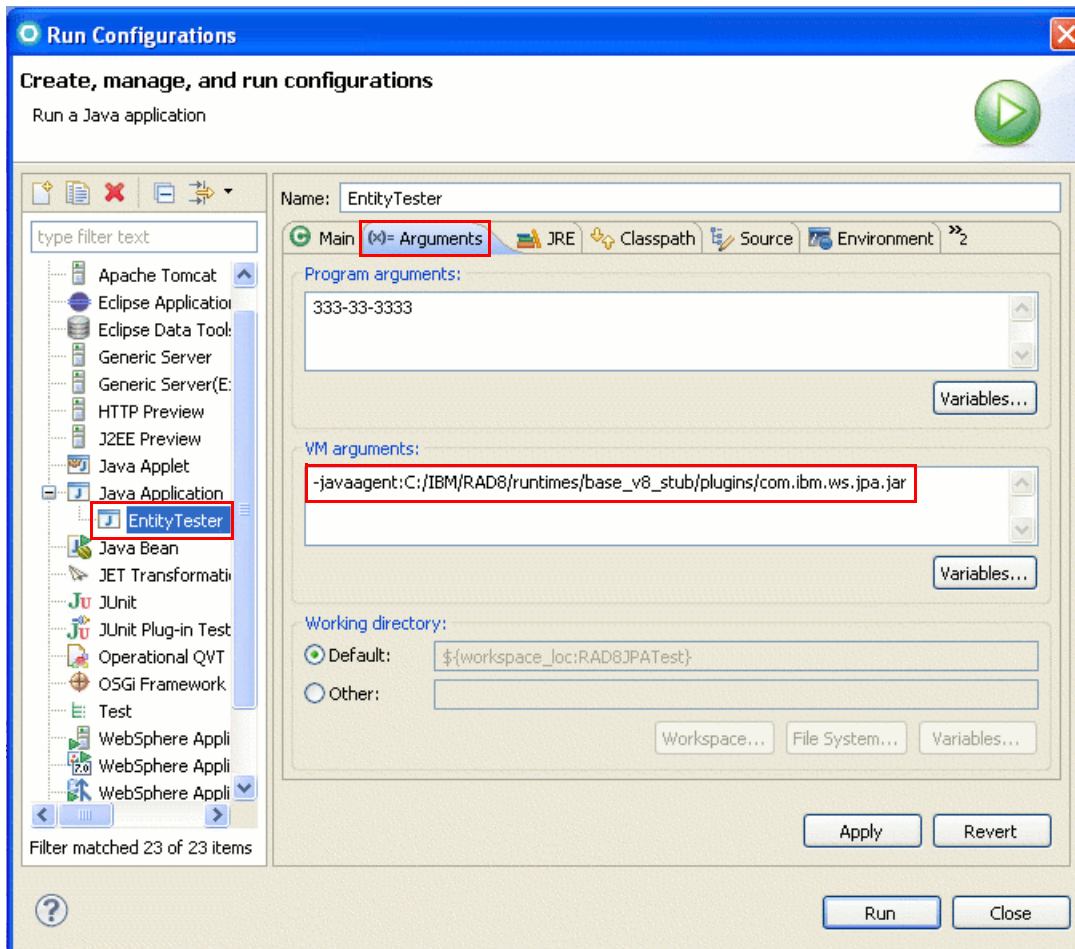 Run Configurations
Create, manage, and run configurations
Run a Java application
type filter text
Apache Tomcat
Eclipse Application
Eclipse Data Tools
Generic Server
Generic Server(E:
HTTP Preview
J2EE Preview
Java Applet
Java Application
EntityTester
Java Bean
JET Transformati
JUnit
JUnit Plug-in Test
Operational QVT
OSGi Framework
Test
WebSphere Appli
WebSphere Appli
WebSphere Appli
Filter matched 23 of 23 items
Name: EntityTester
Main (x)= Arguments JRE Classpath Source Environment »2
Program arguments:
333-33-3333
Variables...
VM arguments:
-javaagent:C:/IBM/RAD8/runtimes/base_v8_stub/plugins/com.ibm.ws.jpa.jar
Variables...
Working directory:
Default: ${workspace_loc:RAD8JPATest}
Other:
Workspace... File System... Variables...
Apply Revert
Run Close